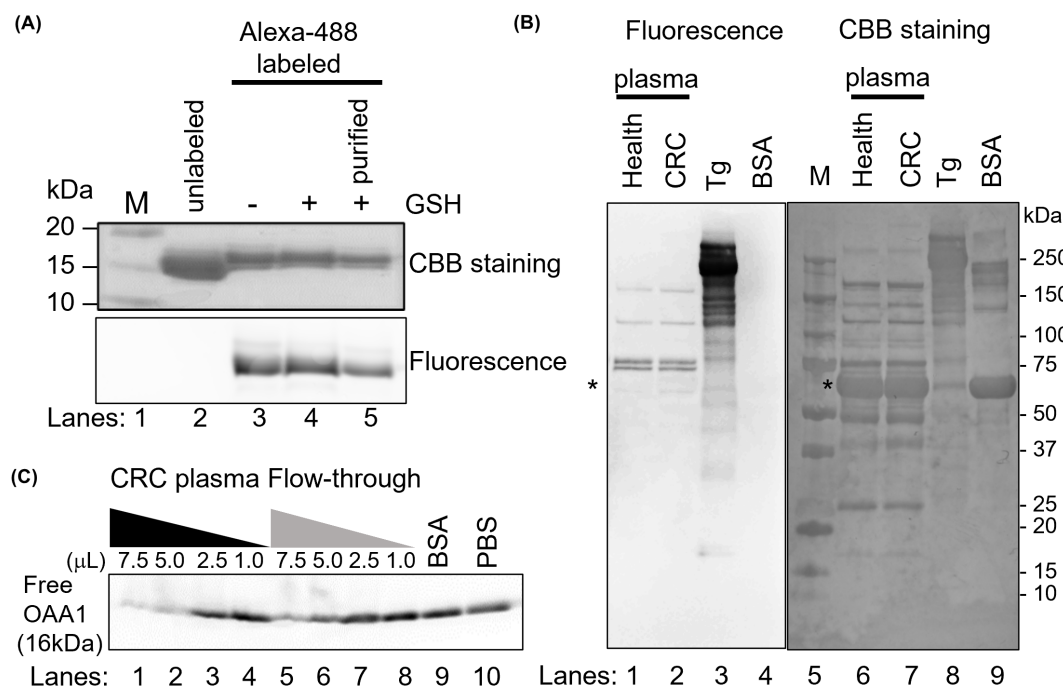 (A)
Alexa-488
labeled
unlabeled
purified
kDa
M
-
+
+
GSH
20
15
10
CBB staining
Fluorescence
Lanes: 1 2 3 4 5
(B)
Fluorescence CBB staining
plasma plasma
Health CRC Tg BSA M Health CRC Tg BSA
kDa
250
150
100
75
*
*
50
37
25
20
15
10
Lanes: 1 2 3 4 5 6 7 8 9
(C)
CRC plasma Flow-through
BSA PBS
(μL) 7.5 5.0 2.5 1.0 7.5 5.0 2.5 1.0
Free
OAA1
(16kDa)
Lanes: 1 2 3 4 5 6 7 8 9 10